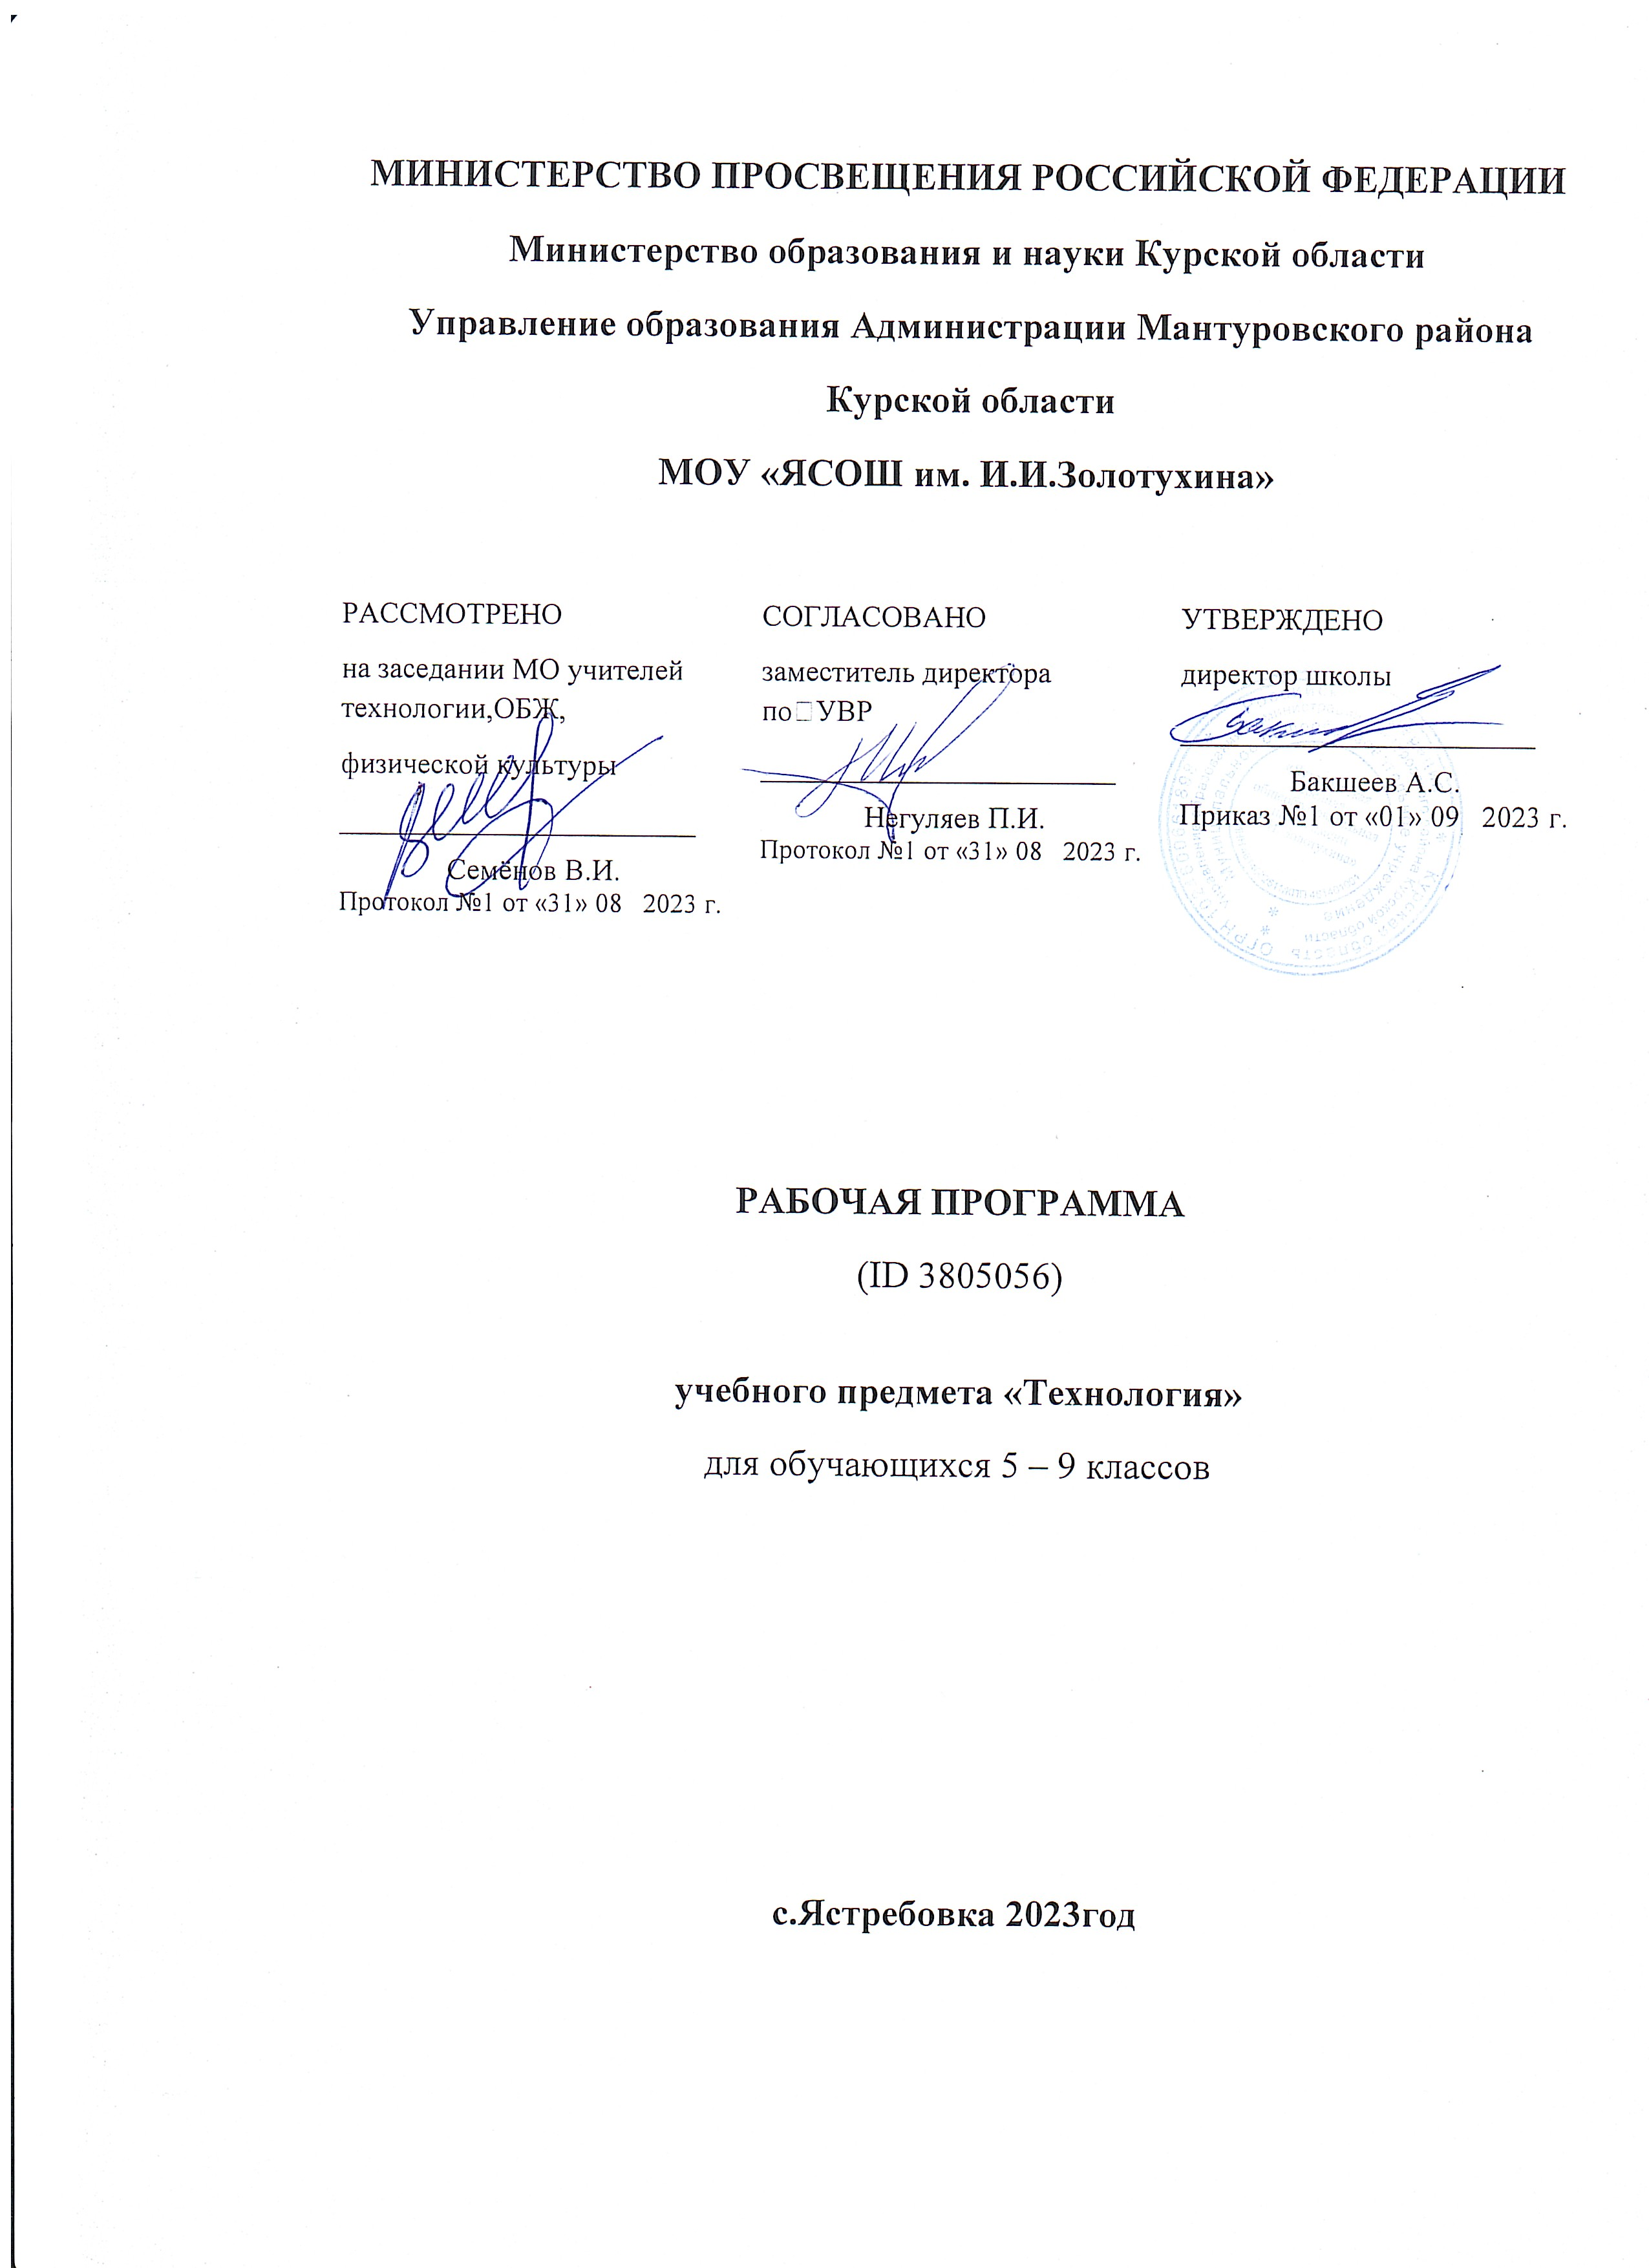 МИНИСТЕРСТВО ПРОСВЕЩЕНИЯ РОССИЙСКОЙ ФЕДЕРАЦИИ
Министерство образования и науки Курской области
Управление образования Администрации Мантуровского района
Курской области
МОУ «ЯСОШ им. И.И.Золотухина»
РАССМОТРЕНО
на заседании МО учителей
технологии,ОБЖ,
физической культуры
Семёнов В.И.
Протокол №1 от «31» 08 2023 г.
СОГЛАСОВАНО
заместитель директора
по УВР
Негуляев П.И.
Протокол №1 от «31» 08 2023 г.
УТВЕРЖДЕНО
директор школы
Бакшеев А.С.
Приказ №1 от «01» 09 2023 г.
РАБОЧАЯ ПРОГРАММА
(ID 3805056)
учебного предмета «Технология»
для обучающихся 5 – 9 классов
с.Ястребовка 2023год